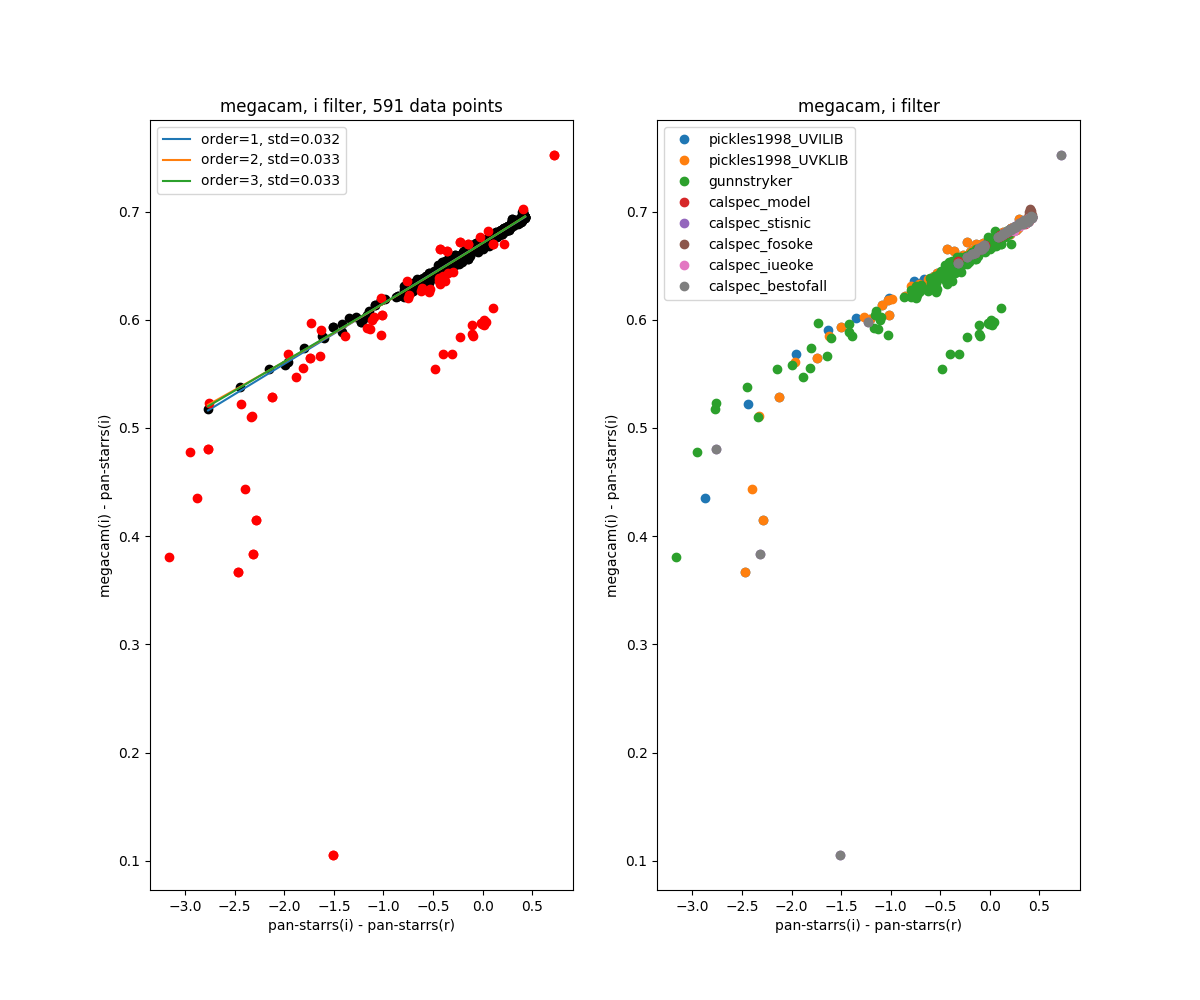 megacam, i filter, 591 data points
order=1, std=0.032
order=2, std=0.033
order=3, std=0.033
0.7
0.6
0.5
0.4
0.3
0.2
0.1
megacam(i) - pan-starrs(i)
−3.0 −2.5 −2.0 −1.5 −1.0 −0.5 0.0 0.5
pan-starrs(i) - pan-starrs(r)
megacam, i filter
pickles1998_UVILIB
pickles1998_UVKLIB
gunnstryker
calspec_model
calspec_stisnic
calspec_fosoke
calspec_iueoke
calspec_bestofall
0.7
0.6
0.5
0.4
0.3
0.2
0.1
megacam(i) - pan-starrs(i)
−3.0 −2.5 −2.0 −1.5 −1.0 −0.5 0.0 0.5
pan-starrs(i) - pan-starrs(r)